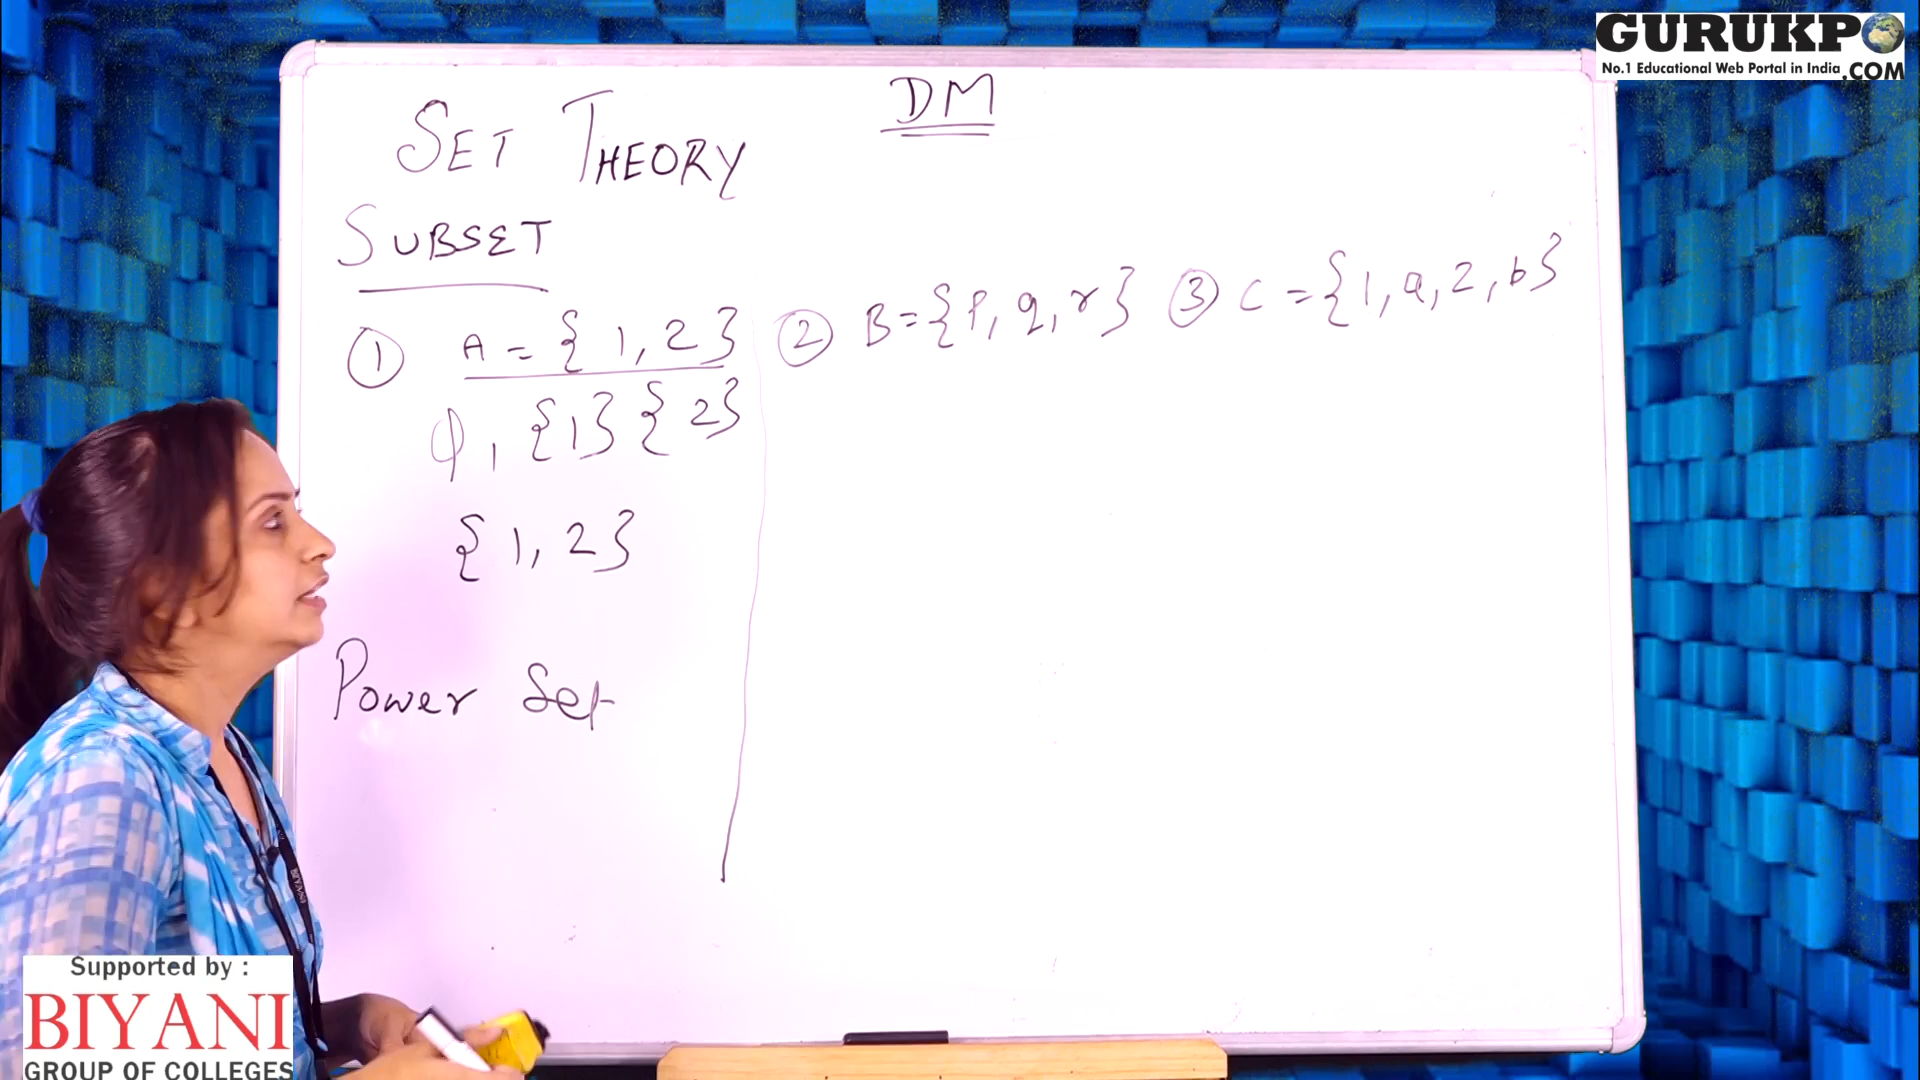 GURUKPO
No.1 Educational Web Portal in India .COM
DM
SET THEORY
SUBSET
① A = { 1, 2 } ② B = { p, q, r } ③ C = { 1, a, 2, b }
ϕ, {1} { 2 }
{ 1, 2 }
Power Set
Supported by :
BIYANI
GROUP OF COLLEGES